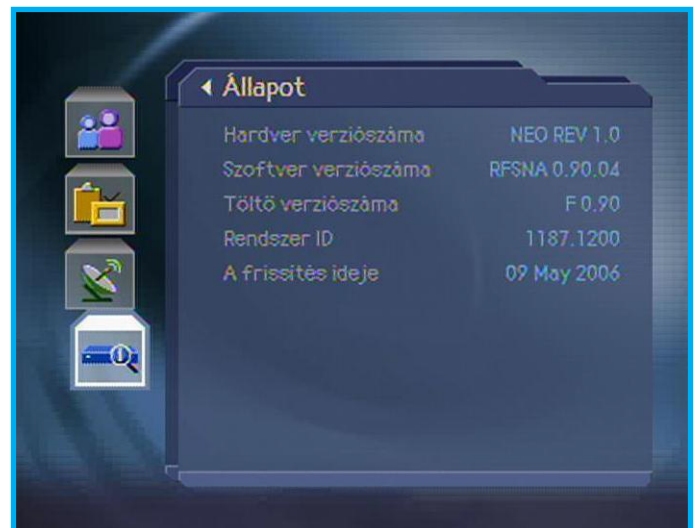 Állapot
Hardver verziószáma NEO REV 1.0
Szoftver verziószáma RFSNA 0.90.04
Töltö verziószáma F 0.90
Rendszer ID 1187.1200
A frissítés ideje 09 May 2006